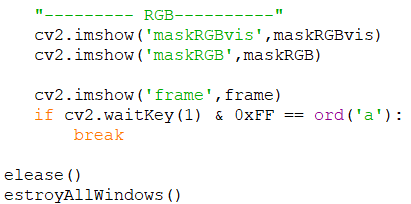 "--------- RGB----------"
cv2.imshow('maskRGBvis',maskRGBvis)
cv2.imshow('maskRGB',maskRGB)
cv2.imshow('frame',frame)
if cv2.waitKey(1) & 0xFF == ord('a'):
break
elease()
estroyAllWindows()